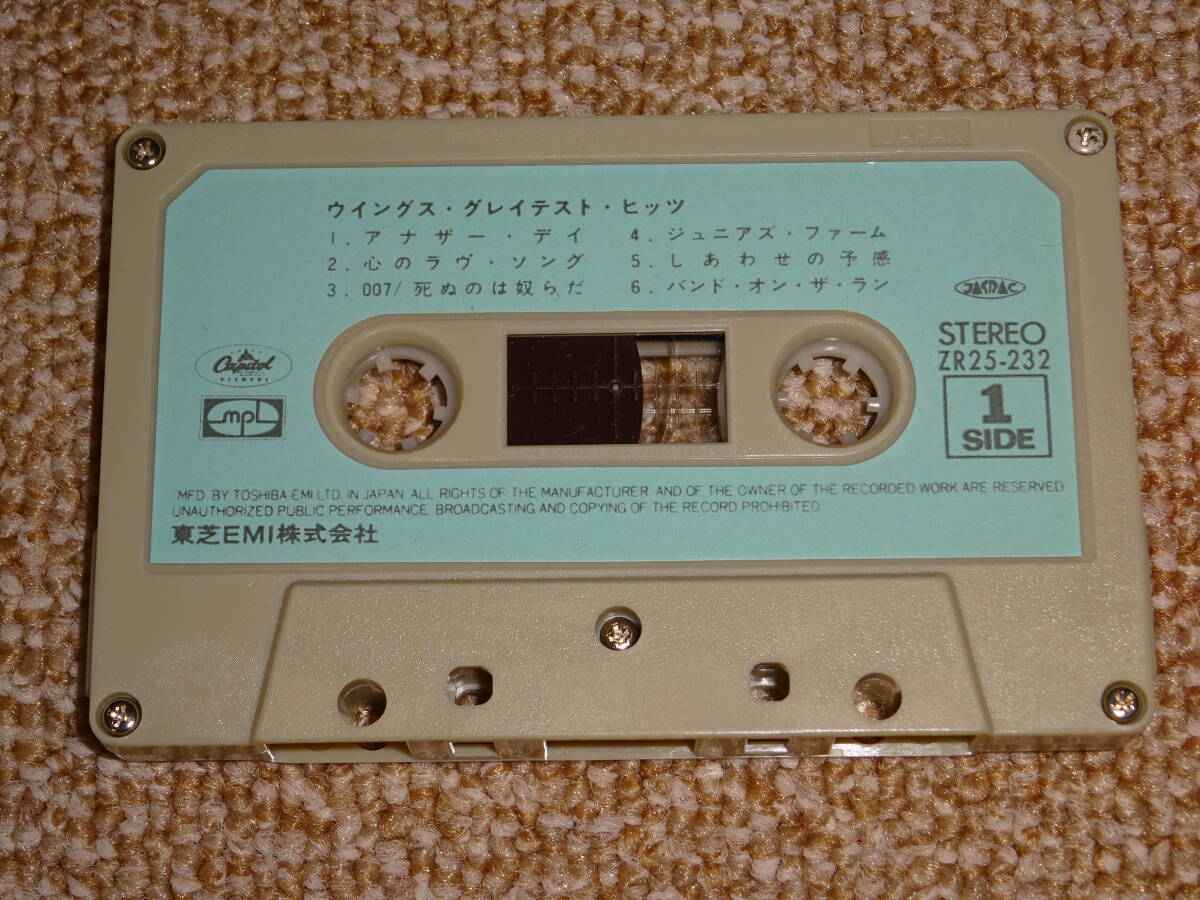 JAPAN
ウイングス・グレイテスト・ヒッツ
1. アナザー・デイ
2. 心のラヴ・ソング
3. 007/死ぬのは奴らだ
4. ジュニアズ・ファーム
5. しあわせの予感
6. バンド・オン・ザ・ラン
JASRAC
Capitol
RECORDS
mpl
STEREO
ZR25-232
1
SIDE
MFD BY TOSHIBA EMI LTD. IN JAPAN ALL RIGHTS OF THE MANUFACTURER AND OF THE OWNER OF THE RECORDED WORK ARE RESERVED
UNAUTHORIZED PUBLIC PERFORMANCE BROADCASTING AND COPYING OF THE RECORD PROHIBITED
東芝EMI株式会社